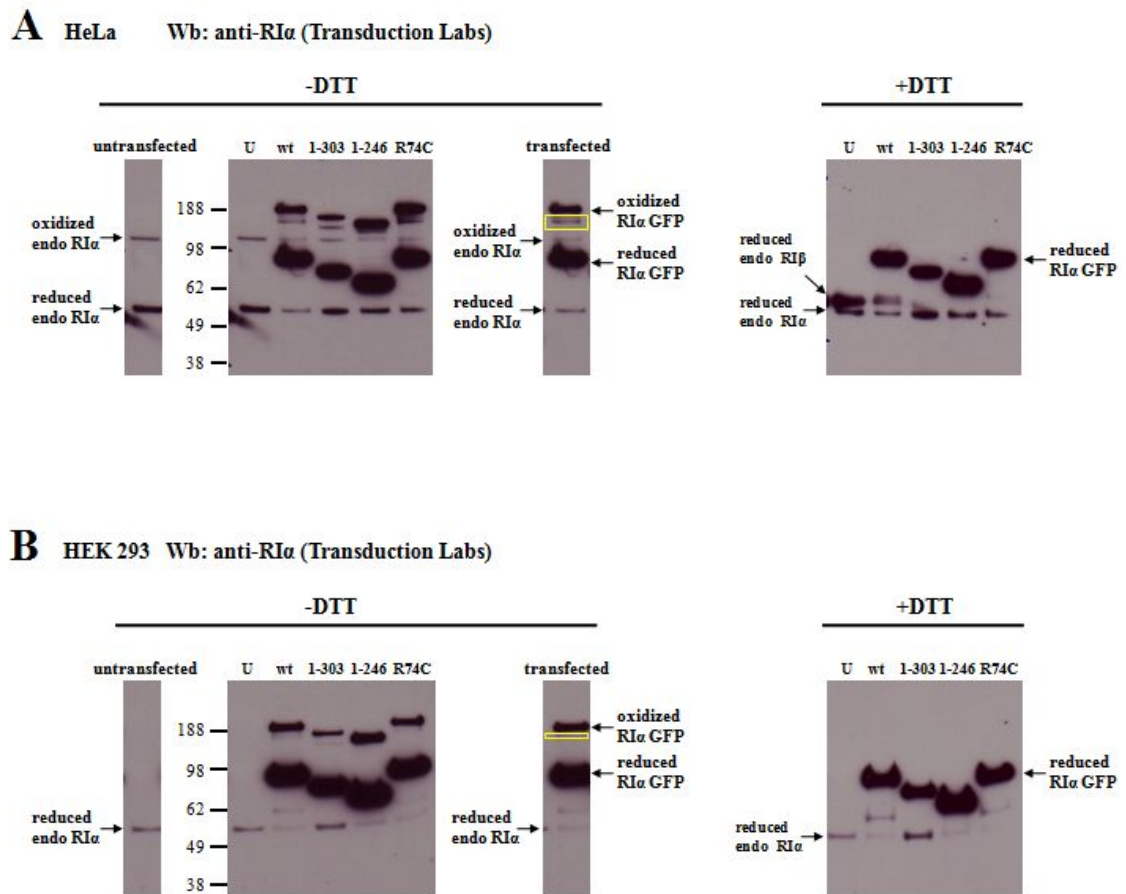 A HeLa Wb: anti-RIα (Transduction Labs)
-DTT
+DTT
untransfected
U wt 1-303 1-246 R74C
transfected
U wt 1-303 1-246 R74C
oxidized
endo RIα
reduced
endo RIα
188
98
62
49
38
oxidized
endo RIα
reduced
endo RIα
oxidized
RIα GFP
reduced
RIα GFP
reduced
endo RIβ
reduced
endo RIα
reduced
RIα GFP
B HEK 293 Wb: anti-RIα (Transduction Labs)
-DTT
+DTT
untransfected
U wt 1-303 1-246 R74C
transfected
U wt 1-303 1-246 R74C
reduced
endo RIα
188
98
62
49
38
reduced
endo RIα
oxidized
RIα GFP
reduced
RIα GFP
reduced
endo RIα
reduced
RIα GFP